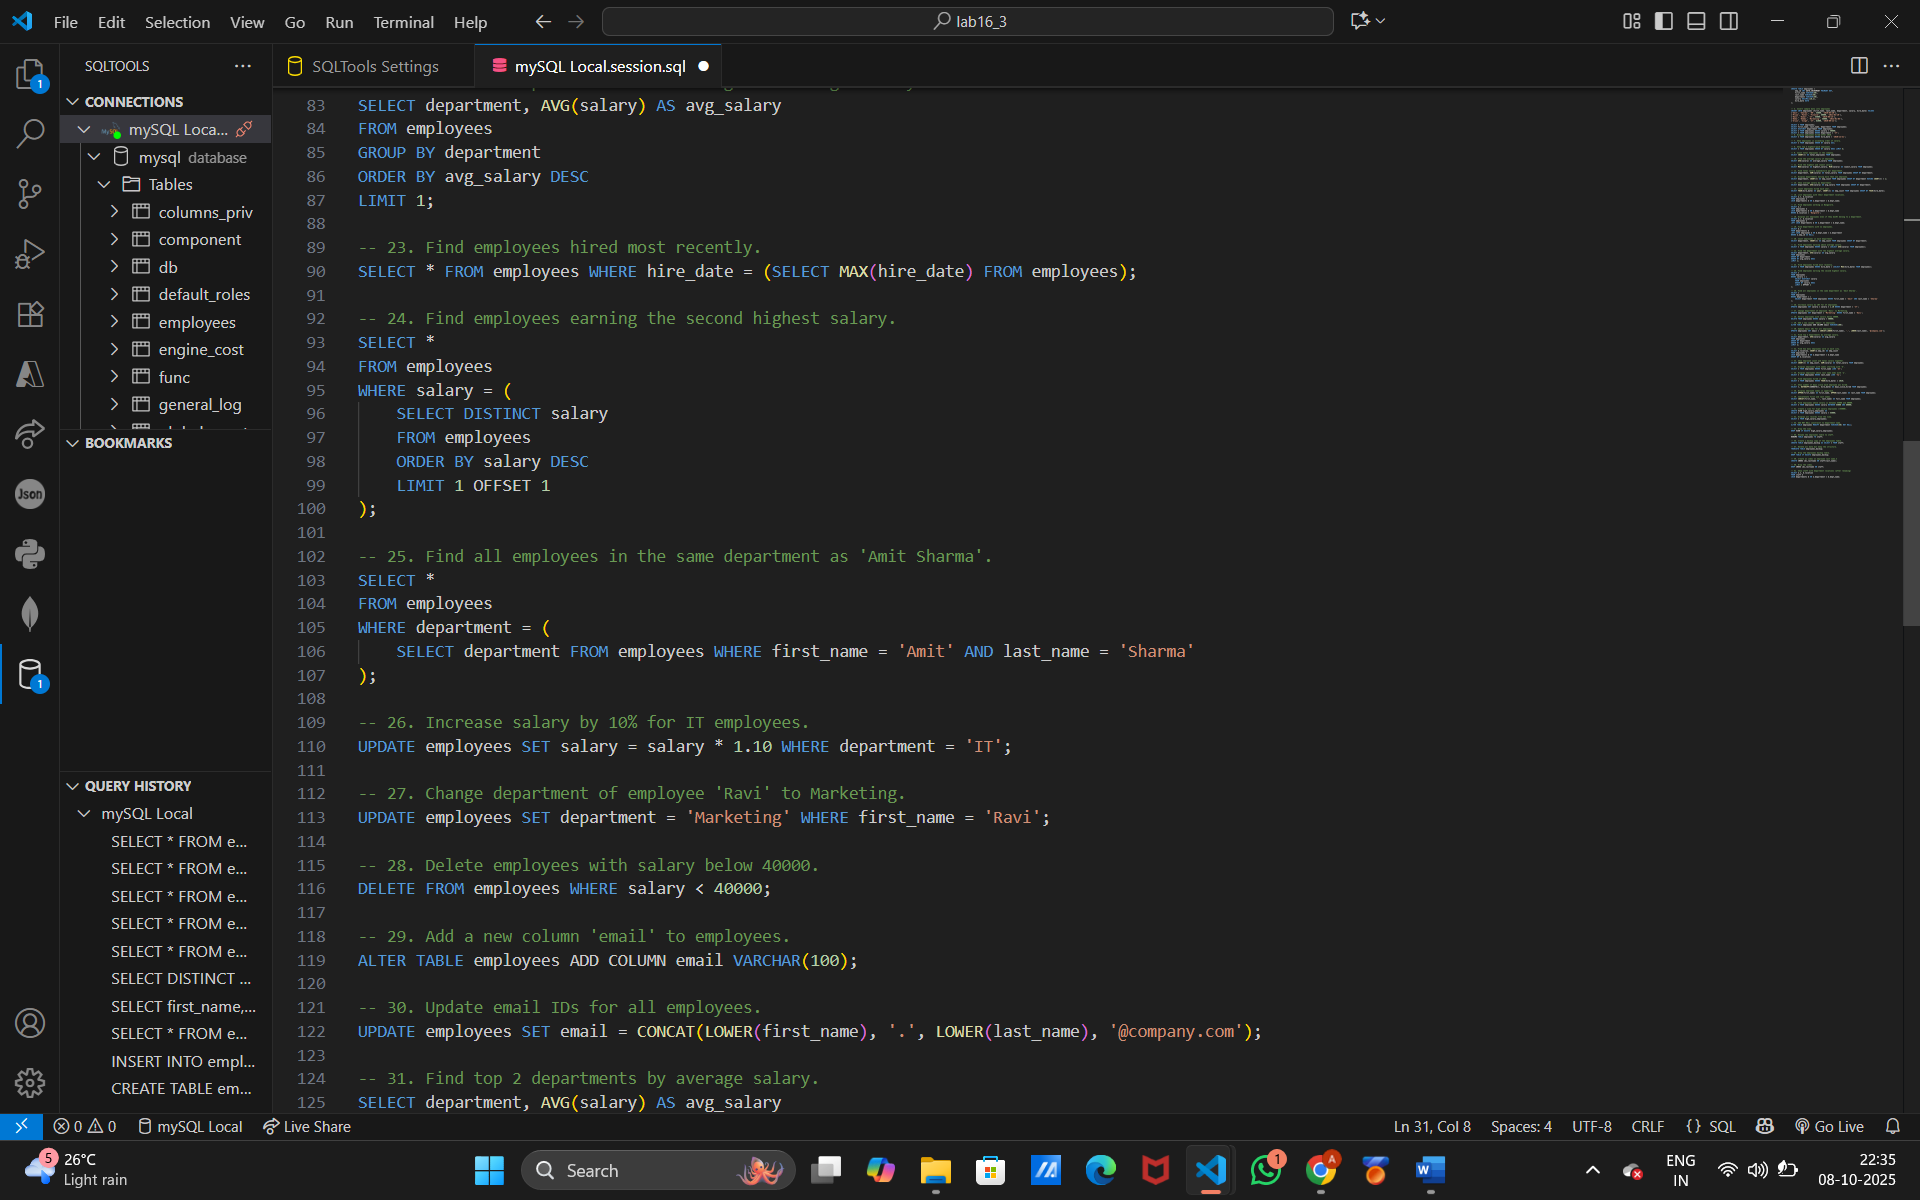 File Edit Selection View Go Run Terminal Help
lab16_3
SQLTOOLS
SQLTools Settings
mySQL Local.session.sql
CONNECTIONS
mySQL Loca...
mysql database
Tables
columns_priv
component
db
default_roles
employees
engine_cost
func
general_log
BOOKMARKS
QUERY HISTORY
mySQL Local
SELECT * FROM e...
SELECT * FROM e...
SELECT * FROM e...
SELECT * FROM e...
SELECT * FROM e...
SELECT DISTINCT ...
SELECT first_name,...
SELECT * FROM e...
INSERT INTO empl...
CREATE TABLE em...
1
Json
1
83 SELECT department, AVG(salary) AS avg_salary
84 FROM employees
85 GROUP BY department
86 ORDER BY avg_salary DESC
87 LIMIT 1;
88
89 -- 23. Find employees hired most recently.
90 SELECT * FROM employees WHERE hire_date = (SELECT MAX(hire_date) FROM employees);
91
92 -- 24. Find employees earning the second highest salary.
93 SELECT *
94 FROM employees
95 WHERE salary = (
96 SELECT DISTINCT salary
97 FROM employees
98 ORDER BY salary DESC
99 LIMIT 1 OFFSET 1
100 );
101
102 -- 25. Find all employees in the same department as 'Amit Sharma'.
103 SELECT *
104 FROM employees
105 WHERE department = (
106 SELECT department FROM employees WHERE first_name = 'Amit' AND last_name = 'Sharma'
107 );
108
109 -- 26. Increase salary by 10% for IT employees.
110 UPDATE employees SET salary = salary * 1.10 WHERE department = 'IT';
111
112 -- 27. Change department of employee 'Ravi' to Marketing.
113 UPDATE employees SET department = 'Marketing' WHERE first_name = 'Ravi';
114
115 -- 28. Delete employees with salary below 40000.
116 DELETE FROM employees WHERE salary < 40000;
117
118 -- 29. Add a new column 'email' to employees.
119 ALTER TABLE employees ADD COLUMN email VARCHAR(100);
120
121 -- 30. Update email IDs for all employees.
122 UPDATE employees SET email = CONCAT(LOWER(first_name), '.', LOWER(last_name), '@company.com');
123
124 -- 31. Find top 2 departments by average salary.
125 SELECT department, AVG(salary) AS avg_salary
0 0 mySQL Local Live Share
Ln 31, Col 8 Spaces: 4 UTF-8 CRLF {} SQL Go Live
5 26°C
Light rain
Search
1
A
ENG
IN
22:35
08-10-2025